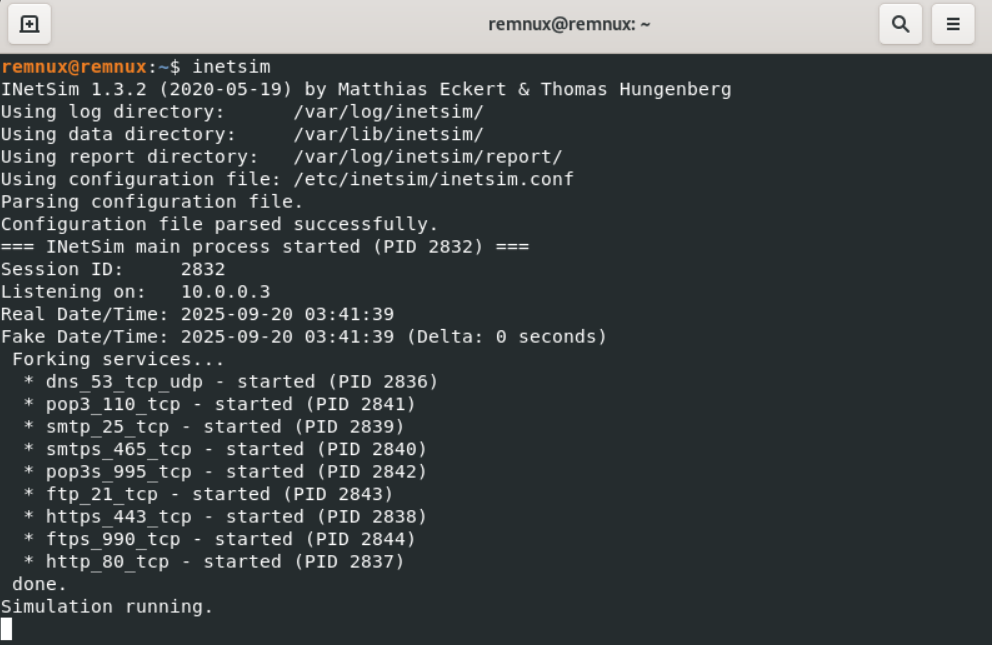 remnux@remnux: ~
remnux@remnux:~$ inetsim
INetSim 1.3.2 (2020-05-19) by Matthias Eckert & Thomas Hungenberg
Using log directory:      /var/log/inetsim/
Using data directory:     /var/lib/inetsim/
Using report directory:   /var/log/inetsim/report/
Using configuration file: /etc/inetsim/inetsim.conf
Parsing configuration file.
Configuration file parsed successfully.
=== INetSim main process started (PID 2832) ===
Session ID:     2832
Listening on:   10.0.0.3
Real Date/Time: 2025-09-20 03:41:39
Fake Date/Time: 2025-09-20 03:41:39 (Delta: 0 seconds)
 Forking services...
  * dns_53_tcp_udp - started (PID 2836)
  * pop3_110_tcp - started (PID 2841)
  * smtp_25_tcp - started (PID 2839)
  * smtps_465_tcp - started (PID 2840)
  * pop3s_995_tcp - started (PID 2842)
  * ftp_21_tcp - started (PID 2843)
  * https_443_tcp - started (PID 2838)
  * ftps_990_tcp - started (PID 2844)
  * http_80_tcp - started (PID 2837)
 done.
Simulation running.